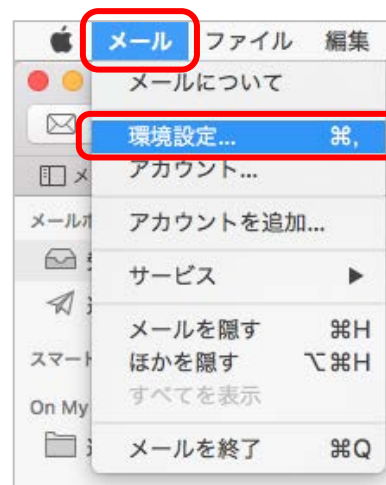 メール ファイル 編集
メールについて
環境設定... ⌘,
アカウント...
アカウントを追加...
サービス ▶
メールを隠す ⌘H
ほかを隠す ⌥⌘H
すべてを表示
メールを終了 ⌘Q
メ
メールボ
スマート
On My